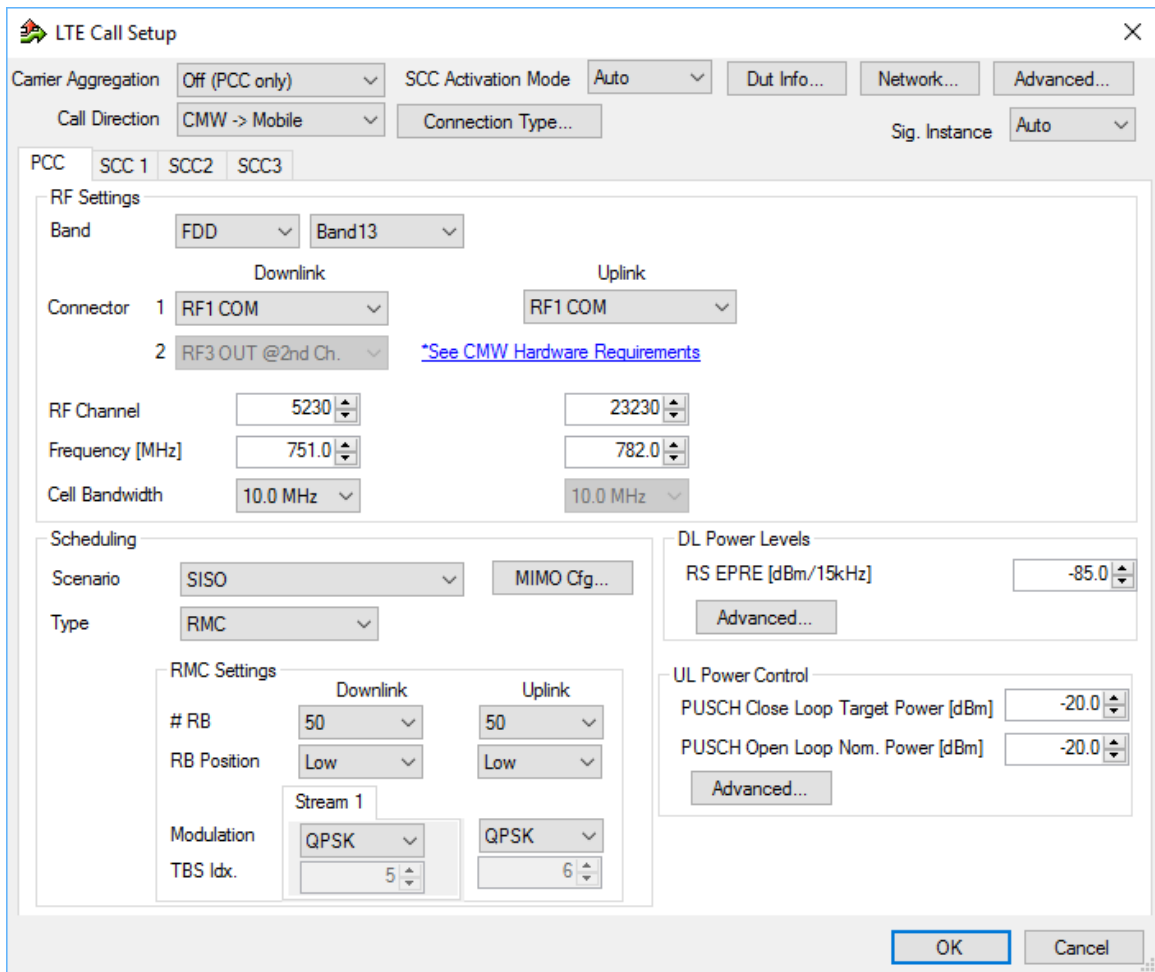 LTE Call Setup
Carrier Aggregation Off (PCC only) SCC Activation Mode Auto Dut Info... Network... Advanced...
Call Direction CMW -> Mobile Connection Type... Sig. Instance Auto
PCC SCC 1 SCC2 SCC3
RF Settings
Band FDD Band13
Downlink Uplink
Connector 1 RF1 COM RF1 COM
2 RF3 OUT @2nd Ch. *See CMW Hardware Requirements
RF Channel 5230 23230
Frequency [MHz] 751.0 782.0
Cell Bandwidth 10.0 MHz 10.0 MHz
Scheduling
Scenario SISO MIMO Cfg...
Type RMC
RMC Settings
Downlink Uplink
# RB 50 50
RB Position Low Low
Stream 1
Modulation QPSK QPSK
TBS Idx. 5 6
DL Power Levels
RS EPRE [dBm/15kHz] -85.0
Advanced...
UL Power Control
PUSCH Close Loop Target Power [dBm] -20.0
PUSCH Open Loop Nom. Power [dBm] -20.0
Advanced...
OK Cancel